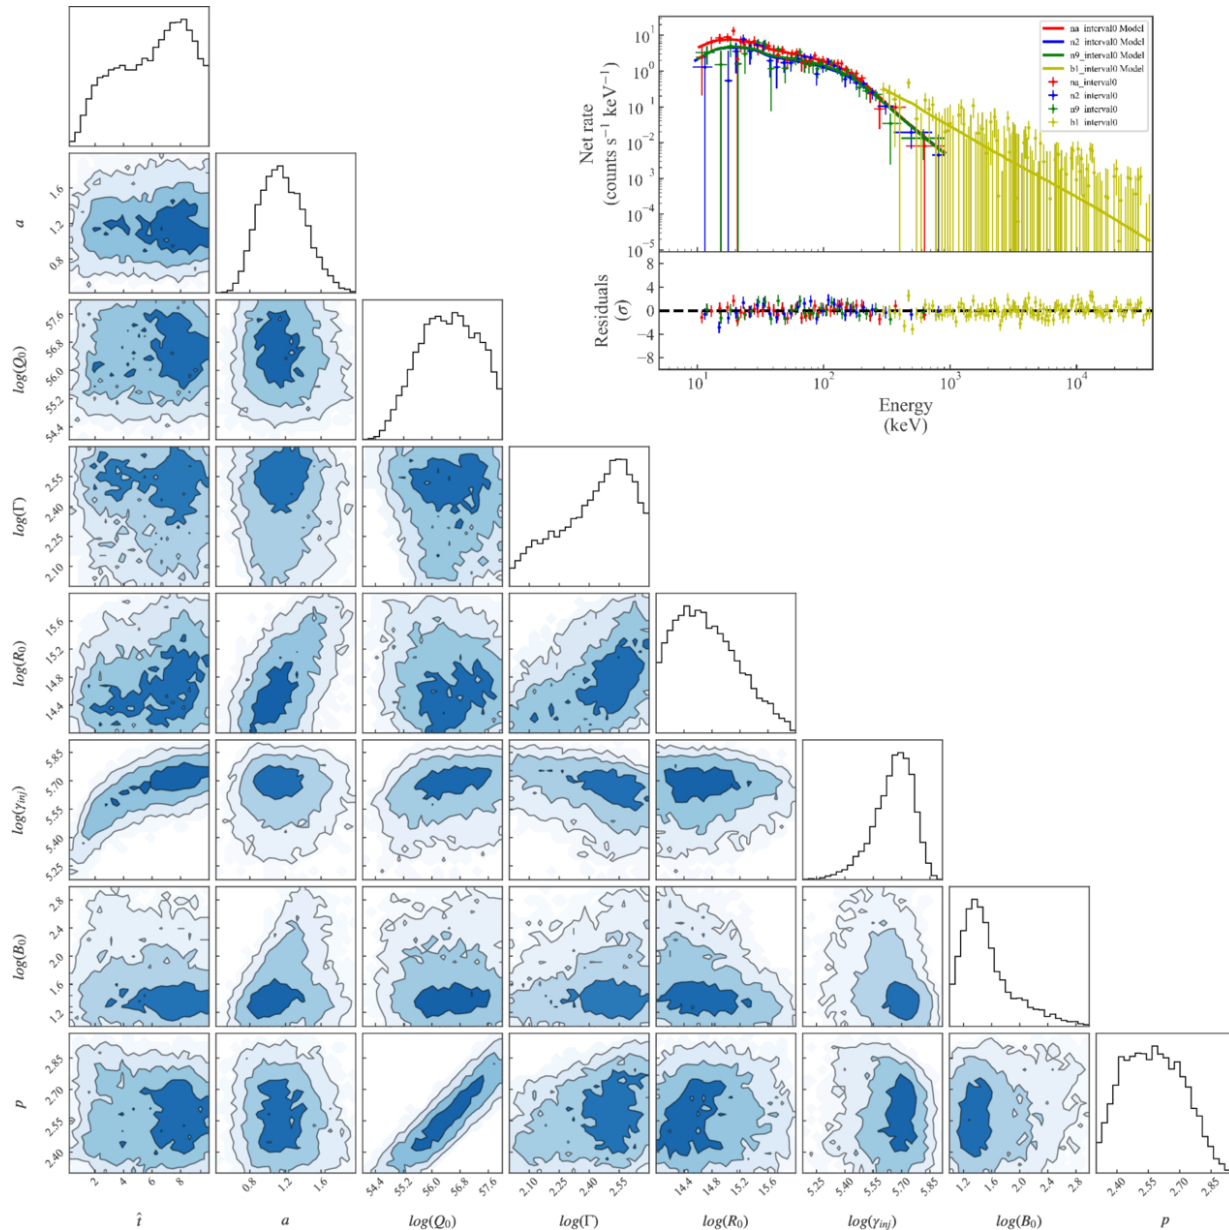 10¹
10⁰
10⁻¹
10⁻²
10⁻³
10⁻⁴
10⁻⁵
Net rate
(counts s⁻¹ keV⁻¹)
na_interval0 Model
n2_interval0 Model
n9_interval0 Model
b1_interval0 Model
na_interval0
n2_interval0
n9_interval0
b1_interval0
8
4
0
−4
−8
Residuals
(σ)
10¹ 10² 10³ 10⁴
Energy
(keV)
a
1.6
1.2
0.8
log(Q₀)
57.6
56.8
56.0
55.2
54.4
log(Γ)
2.55
2.40
2.25
2.10
log(R₀)
15.6
15.2
14.8
14.4
log(γinj)
5.85
5.70
5.55
5.40
5.25
log(B₀)
2.8
2.4
2.0
1.6
1.2
p
2.85
2.70
2.55
2.40
2 4 6 8
0.8 1.2 1.6
54.4 55.2 56.0 56.8 57.6
2.10 2.25 2.40 2.55
14.4 14.8 15.2 15.6
5.25 5.40 5.55 5.70 5.85
1.2 1.6 2.0 2.4 2.8
2.40 2.55 2.70 2.85
t̂ a log(Q₀) log(Γ) log(R₀) log(γinj) log(B₀) p